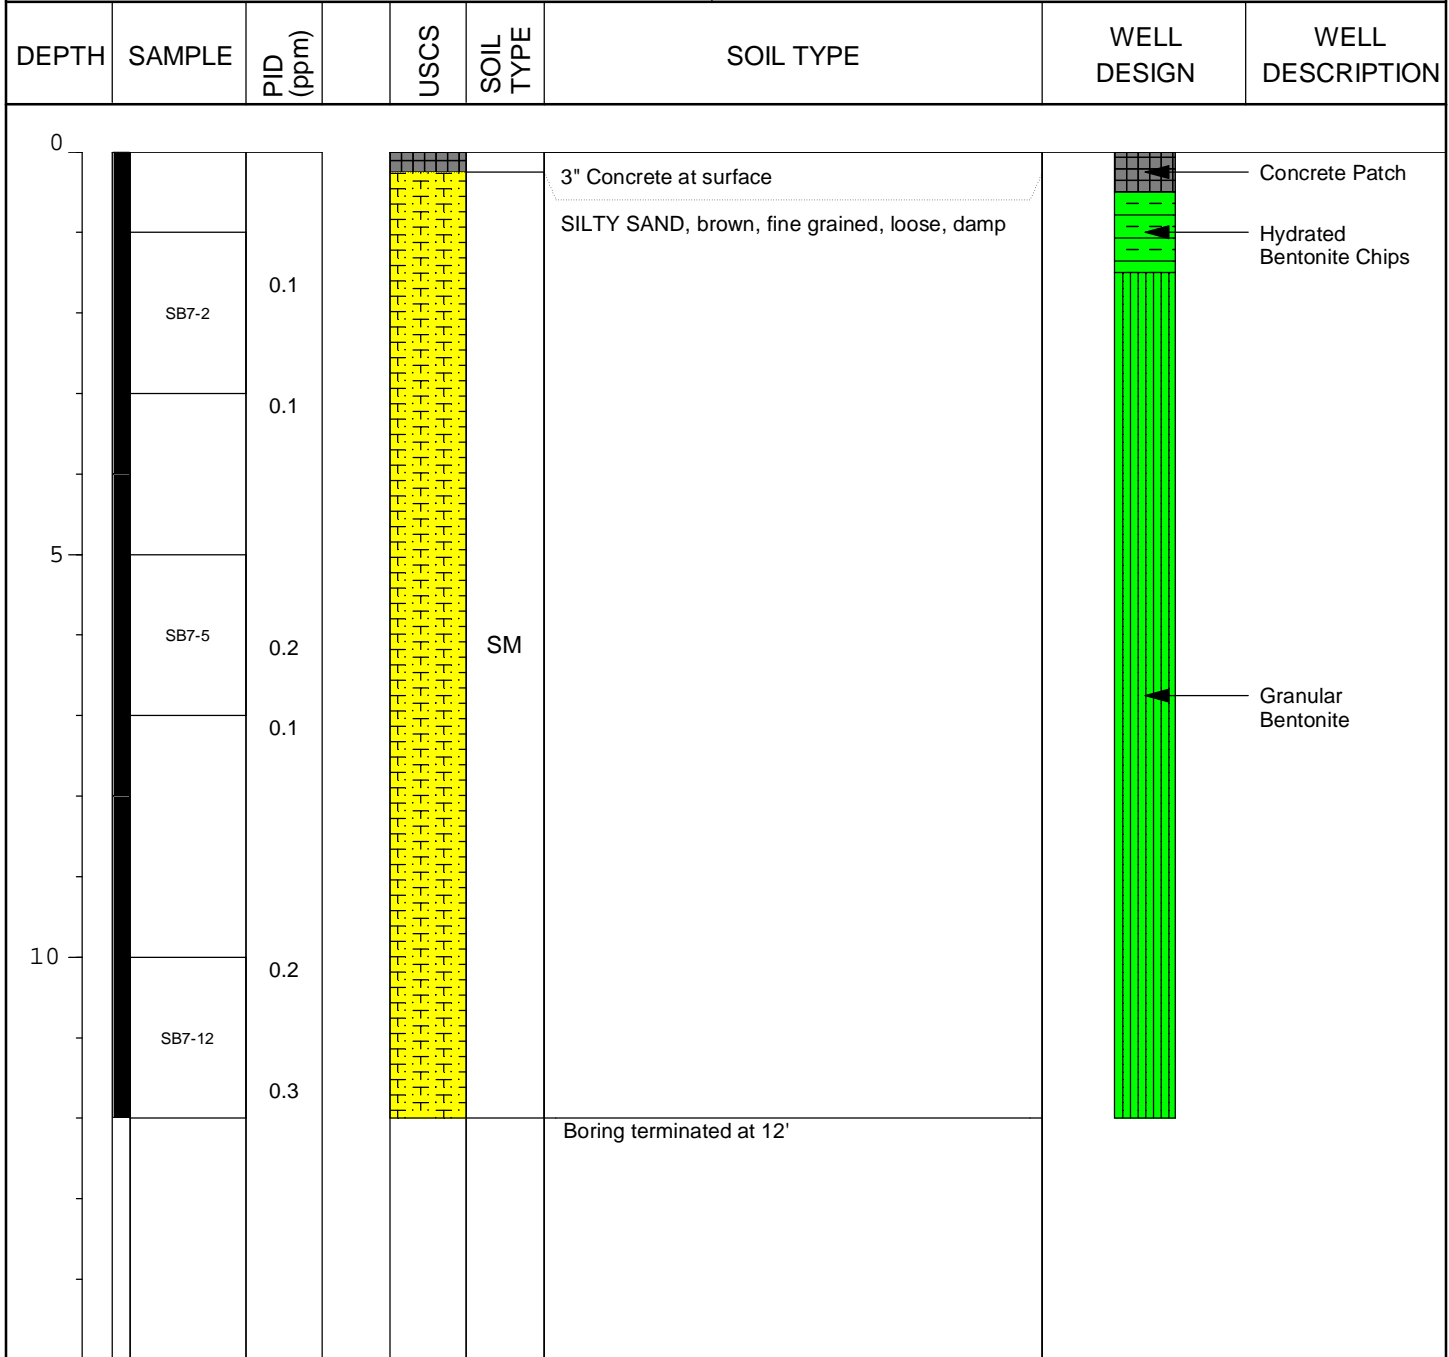 DEPTH
SAMPLE
PID
(ppm)
USCS
SOIL
TYPE
SOIL TYPE
WELL
DESIGN
WELL
DESCRIPTION
0
3" Concrete at surface
Concrete Patch
SILTY SAND, brown, fine grained, loose, damp
Hydrated
Bentonite Chips
0.1
SB7-2
0.1
5
SB7-5
0.2
SM
Granular
Bentonite
0.1
10
0.2
SB7-12
0.3
Boring terminated at 12'